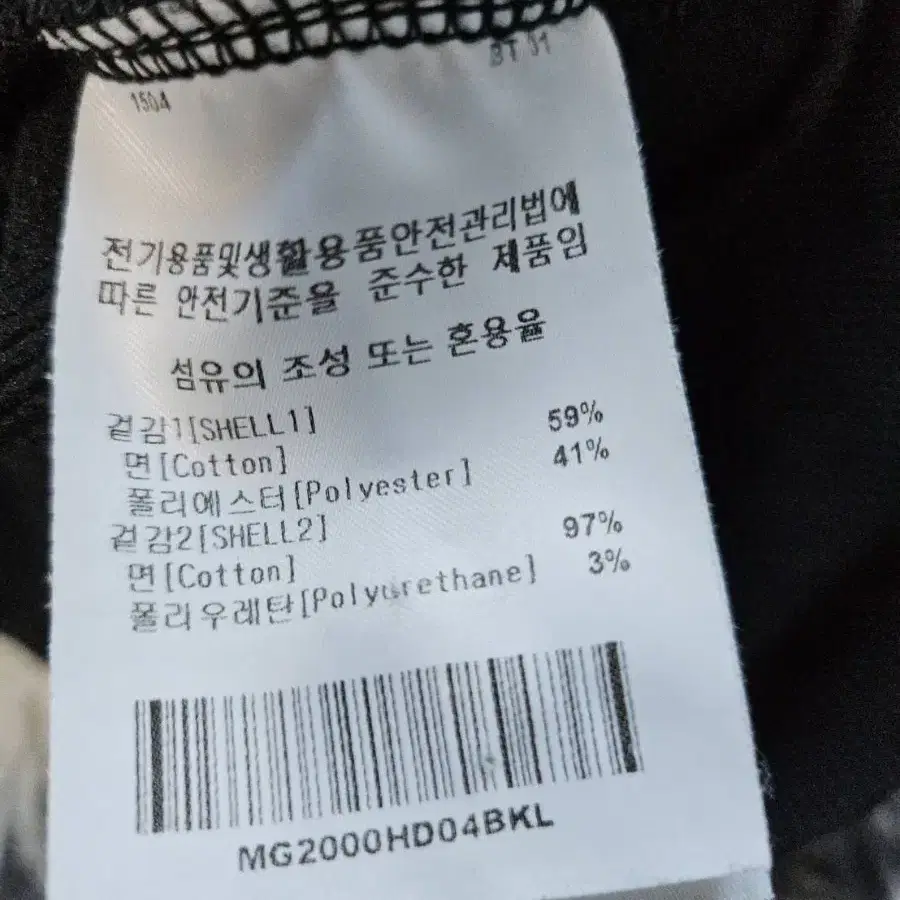 1504
BT 01
전기용품및생활용품안전관리법에
따른 안전기준을 준수한 제품임
섬유의 조성 또는 혼용율
겉감1[SHELL1]
면[Cotton] 59%
폴리에스터[Polyester] 41%
겉감2[SHELL2]
면[Cotton] 97%
폴리우레탄[Polyurethane] 3%
MG2000HD04BKL